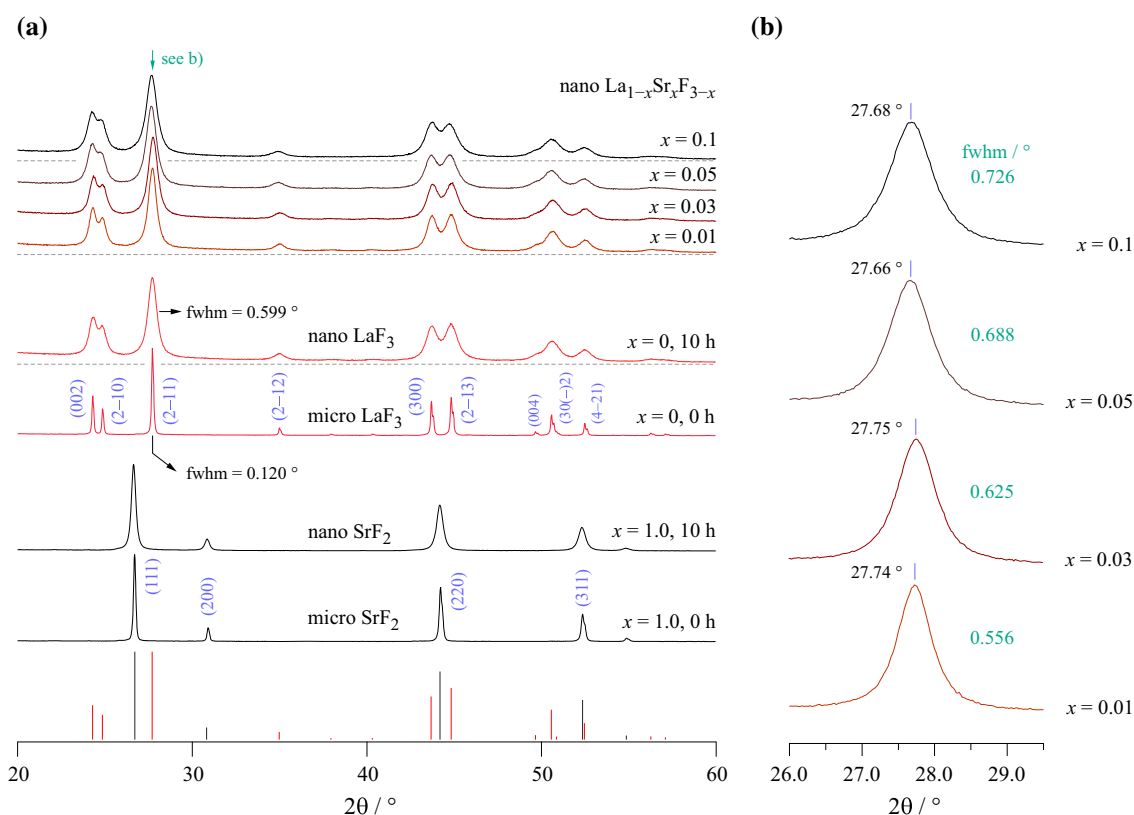 (a)
see b)
nano La1−xSrxF3−x
x = 0.1
x = 0.05
x = 0.03
x = 0.01
fwhm = 0.599 °
nano LaF3
x = 0, 10 h
(002)
(2−10)
(2−11)
(2−12)
(300)
(2−13)
(004)
(30(−)2)
(4−21)
micro LaF3
x = 0, 0 h
fwhm = 0.120 °
nano SrF2
x = 1.0, 10 h
(111)
(200)
(220)
(311)
micro SrF2
x = 1.0, 0 h
20 30 40 50 60
2θ / °
(b)
27.68 °
fwhm / °
0.726
x = 0.1
27.66 °
0.688
x = 0.05
27.75 °
0.625
x = 0.03
27.74 °
0.556
x = 0.01
26.0 27.0 28.0 29.0
2θ / °